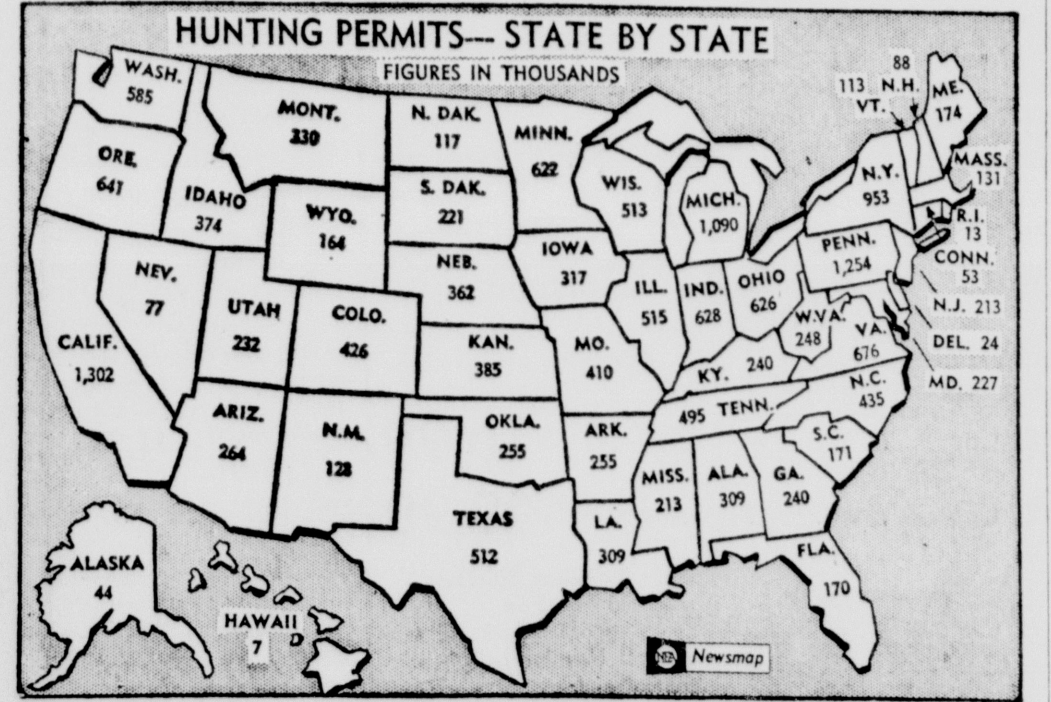 HUNTING PERMITS--- STATE BY STATE
FIGURES IN THOUSANDS
WASH.
585
ORE.
641
CALIF.
1,302
IDAHO
374
NEV.
77
MONT.
230
WYO.
164
UTAH
232
COLO.
426
ARIZ.
264
N.M.
128
N. DAK.
117
S. DAK.
221
NEB.
362
KAN.
385
OKLA.
255
TEXAS
512
MINN.
622
IOWA
317
MO.
410
ARK.
255
LA.
309
WIS.
513
ILL.
515
MICH.
1,090
IND.
628
OHIO
626
KY. 240
495 TENN.
MISS.
213
ALA.
309
GA.
240
FLA.
170
S.C.
171
N.C.
435
VA.
676
W.VA.
248
PENN.
1,254
N.Y.
953
113
VT.
88
N.H.
ME.
174
MASS.
131
R.I.
13
CONN.
53
N.J. 213
DEL. 24
MD. 227
ALASKA
44
HAWAII
7
NEA Newsmap